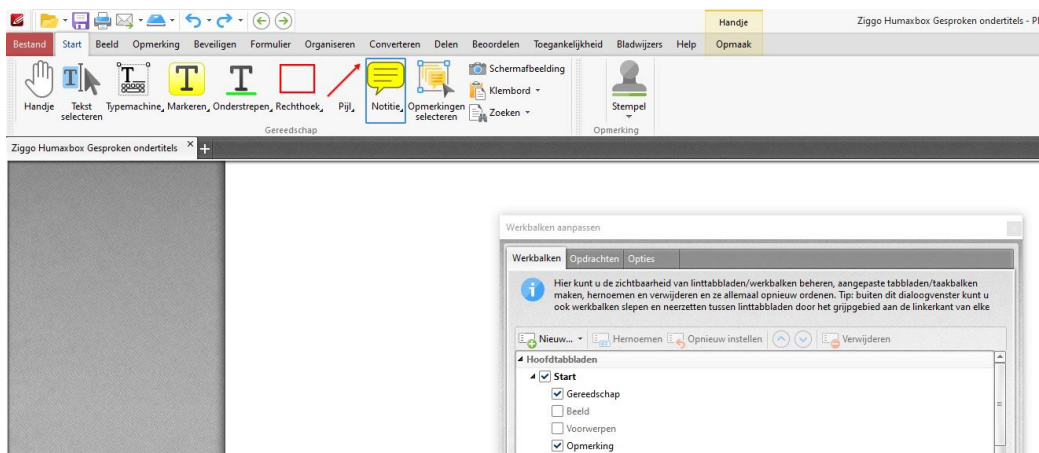 Handje
Ziggo Humaxbox Gesproken ondertitels - P
Bestand Start Beeld Opmerking Beveiligen Formulier Organiseren Converteren Delen Beoordelen Toegankelijkheid Bladwijzers Help Opmaak
Handje
Tekst selecteren
Typemachine
Markeren
Onderstrepen
Rechthoek
Pijl
Notitie
Opmerkingen selecteren
Schermafbeelding
Klembord
Zoeken
Stempel
Gereedschap
Opmerking
Ziggo Humaxbox Gesproken ondertitels
Werkbalken aanpassen
Werkbalken Opdrachten Opties
Hier kunt u de zichtbaarheid van linttabbladen/werkbalken beheren, aangepaste tabbladen/taakbalken
maken, hernoemen en verwijderen en ze allemaal opnieuw ordenen. Tip: buiten dit dialoogvenster kunt u
ook werkbalken slepen en neerzetten tussen linttabbladen door het grijpgebied aan de linkerkant van elke
Nieuw... Hernoemen Opnieuw instellen Verwijderen
Hoofdtabbladen
Start
Gereedschap
Beeld
Voorwerpen
Opmerking